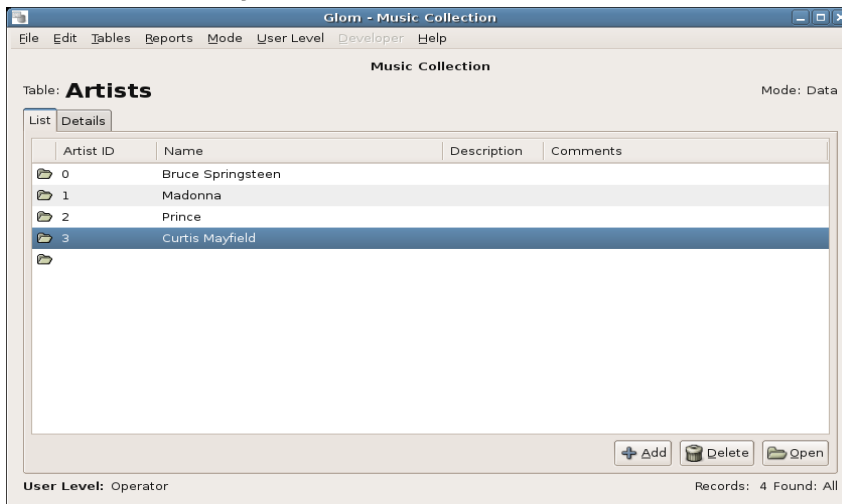 Glom - Music Collection
File Edit Tables Reports Mode User Level Developer Help
Music Collection
Table: Artists Mode: Data
List Details
Artist ID Name Description Comments
0 Bruce Springsteen
1 Madonna
2 Prince
3 Curtis Mayfield
Add Delete Open
User Level: Operator Records: 4 Found: All